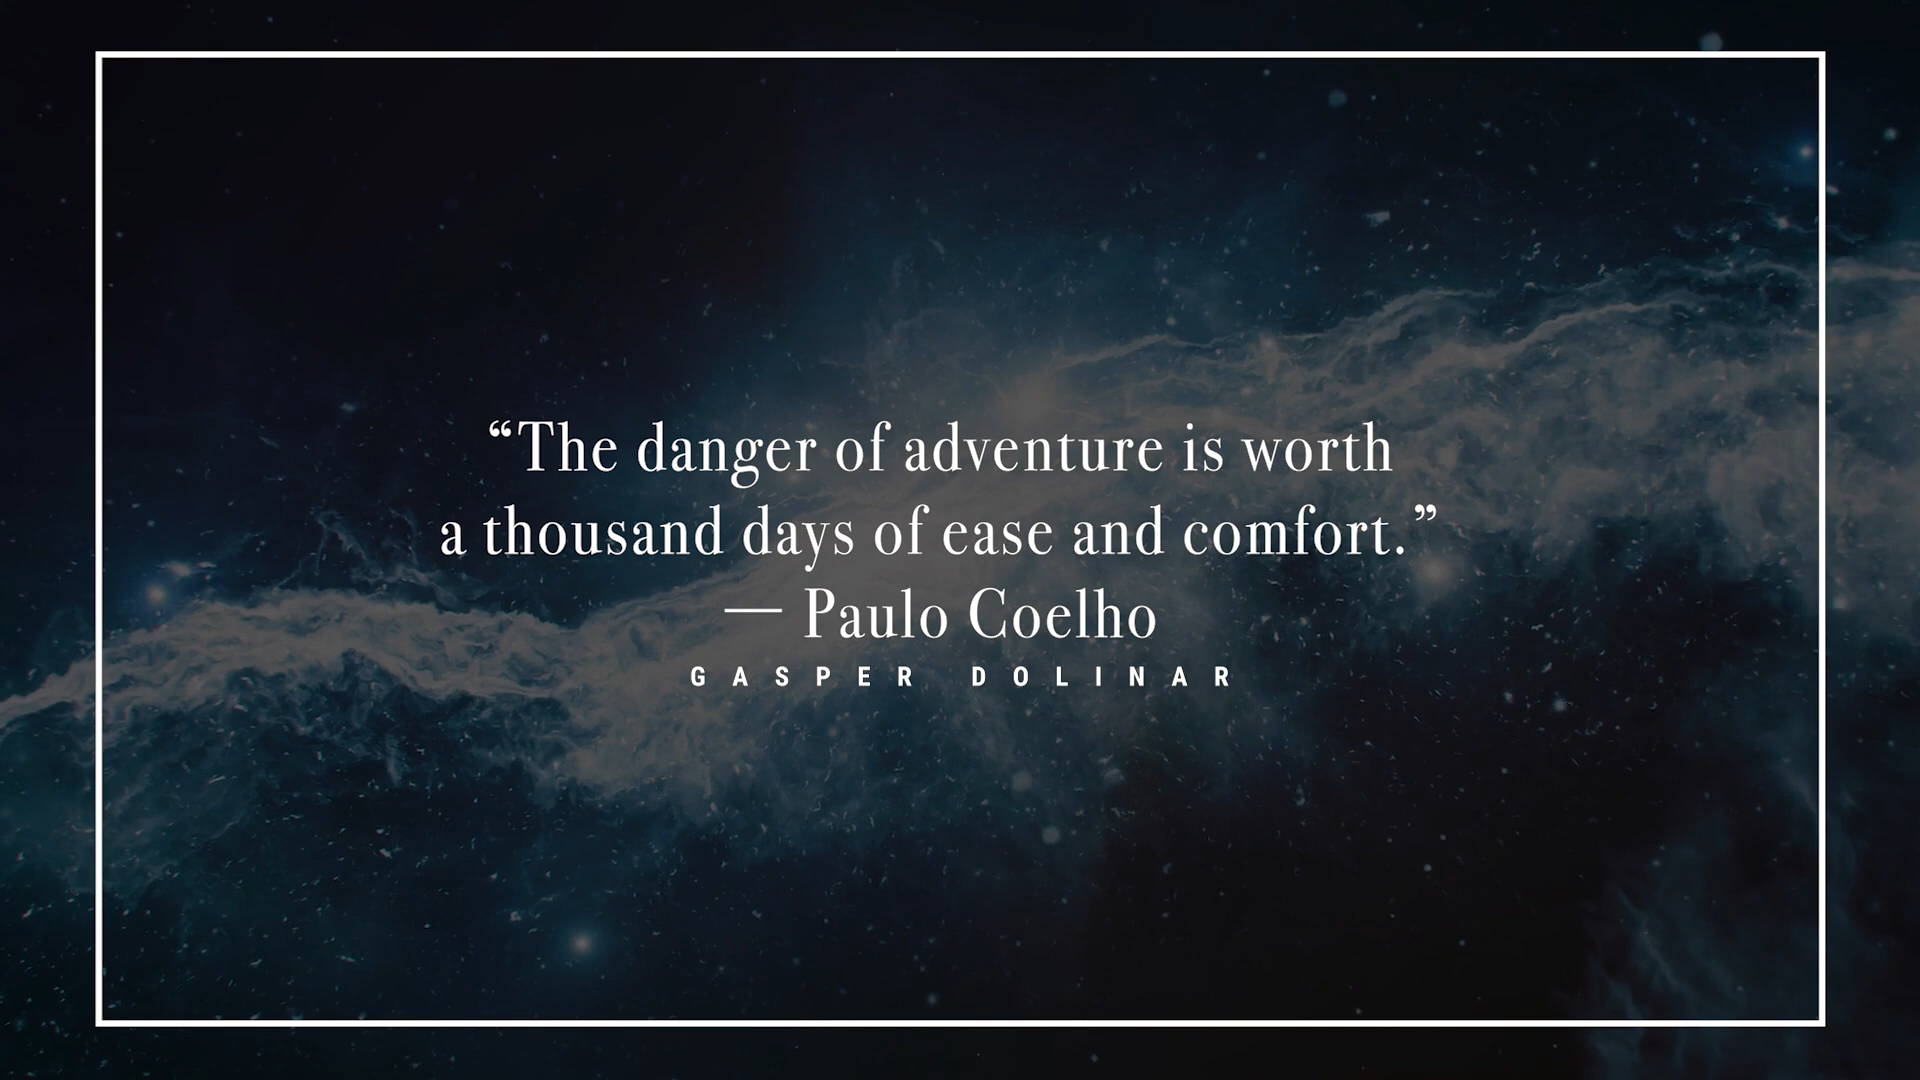 “The danger of adventure is worth
a thousand days of ease and comfort.”
— Paulo Coelho
GASPER DOLINAR